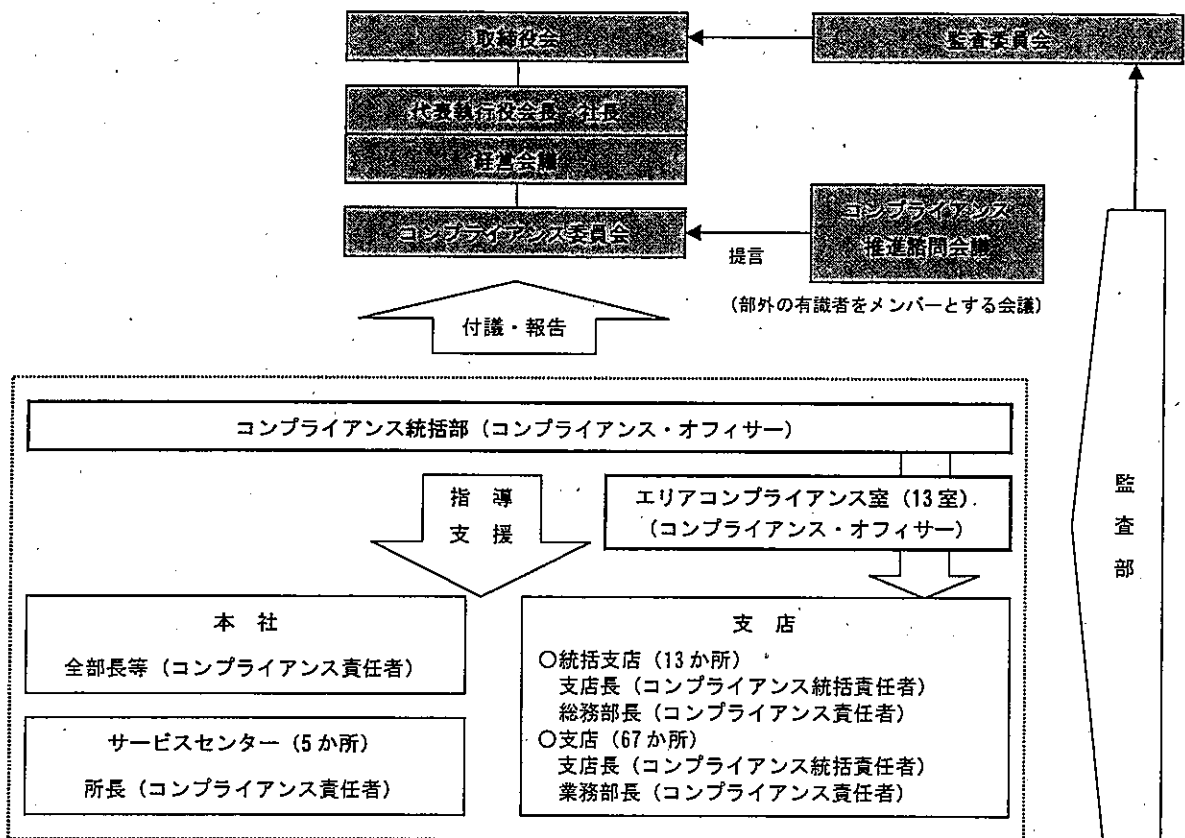 取締役会
監査委員会
代表執行役会長・社長
経営会議
コンプライアンス委員会
提言
コンプライアンス
推進諮問会議
（部外の有識者をメンバーとする会議）
付議・報告
コンプライアンス統括部（コンプライアンス・オフィサー）
指導
支援
エリアコンプライアンス室（13室）
（コンプライアンス・オフィサー）
監査部
本社
全部長等（コンプライアンス責任者）
サービスセンター（5か所）
所長（コンプライアンス責任者）
支店
○統括支店（13か所）
支店長（コンプライアンス統括責任者）
総務部長（コンプライアンス責任者）
○支店（67か所）
支店長（コンプライアンス統括責任者）
業務部長（コンプライアンス責任者）